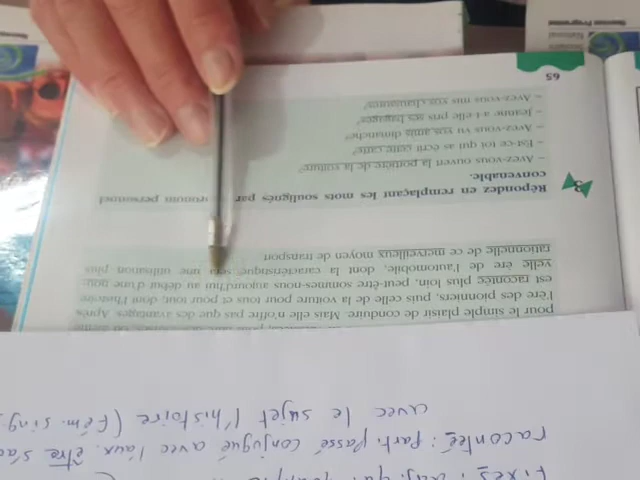 pour le simple plaisir de conduire. Mais elle n'offre pas que des avantages. Après
l'ère des pionniers, puis celle de la voiture pour tous et pour tout, dont l'histoire
est racontée plus loin, peut-être sommes-nous aujourd'hui au début d'une nou-
velle ère de l'automobile, dont la caractéristique sera une utilisation plus
rationnelle de ce merveilleux moyen de transport
3 Répondez en remplaçant les mots soulignés par pronom personnel
convenable.
– Avez-vous ouvert la portière de la voiture?
– Est-ce toi qui as écrit cette carte?
– Avez-vous vu vos amis dimanche?
– Jeanne a-t-elle pris ses bagages?
– Avez-vous mis vos chaussures?
65
Fixes: adj. qui
racontée: part. passé conjugué avec l'aux. être s'ac
avec le sujet l'histoire (fém. sing.